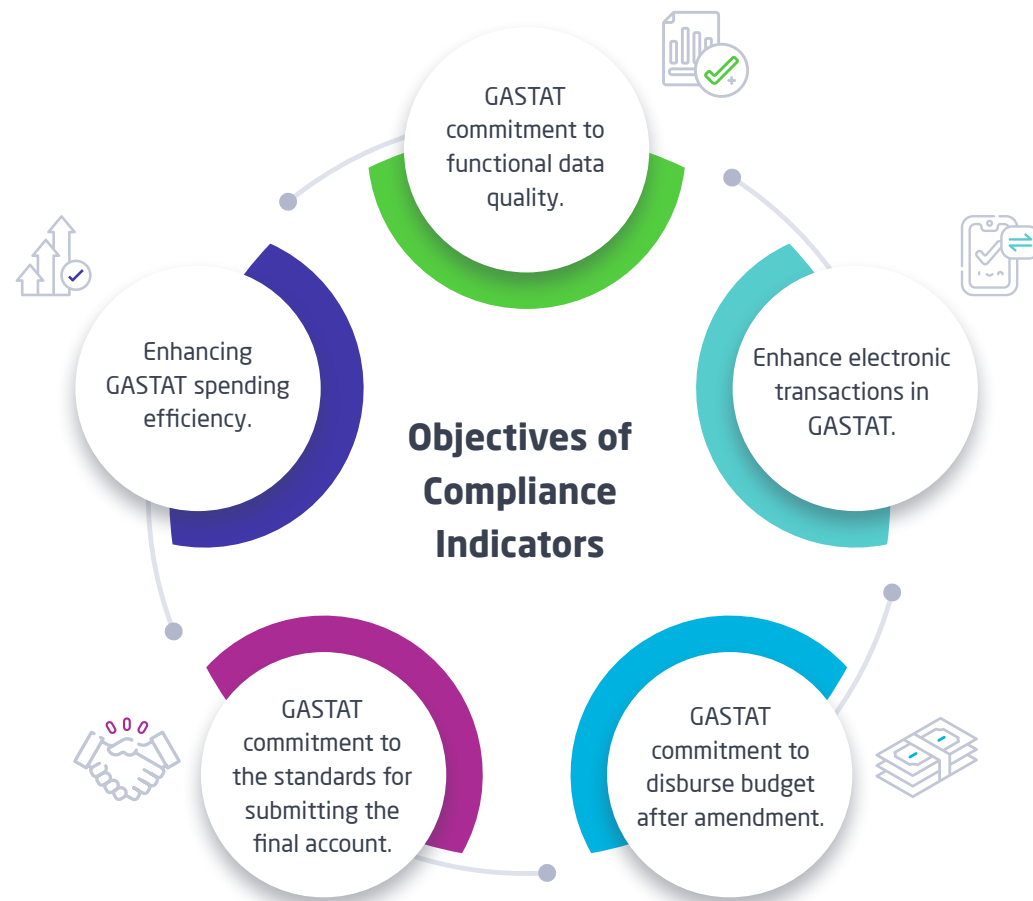 GASTAT
commitment to
functional data
quality.
Enhancing
GASTAT spending
efficiency.
Enhance electronic
transactions in
GASTAT.
Objectives of
Compliance
Indicators
GASTAT
commitment to
the standards for
submitting the
final account.
GASTAT
commitment to
disburse budget
after amendment.